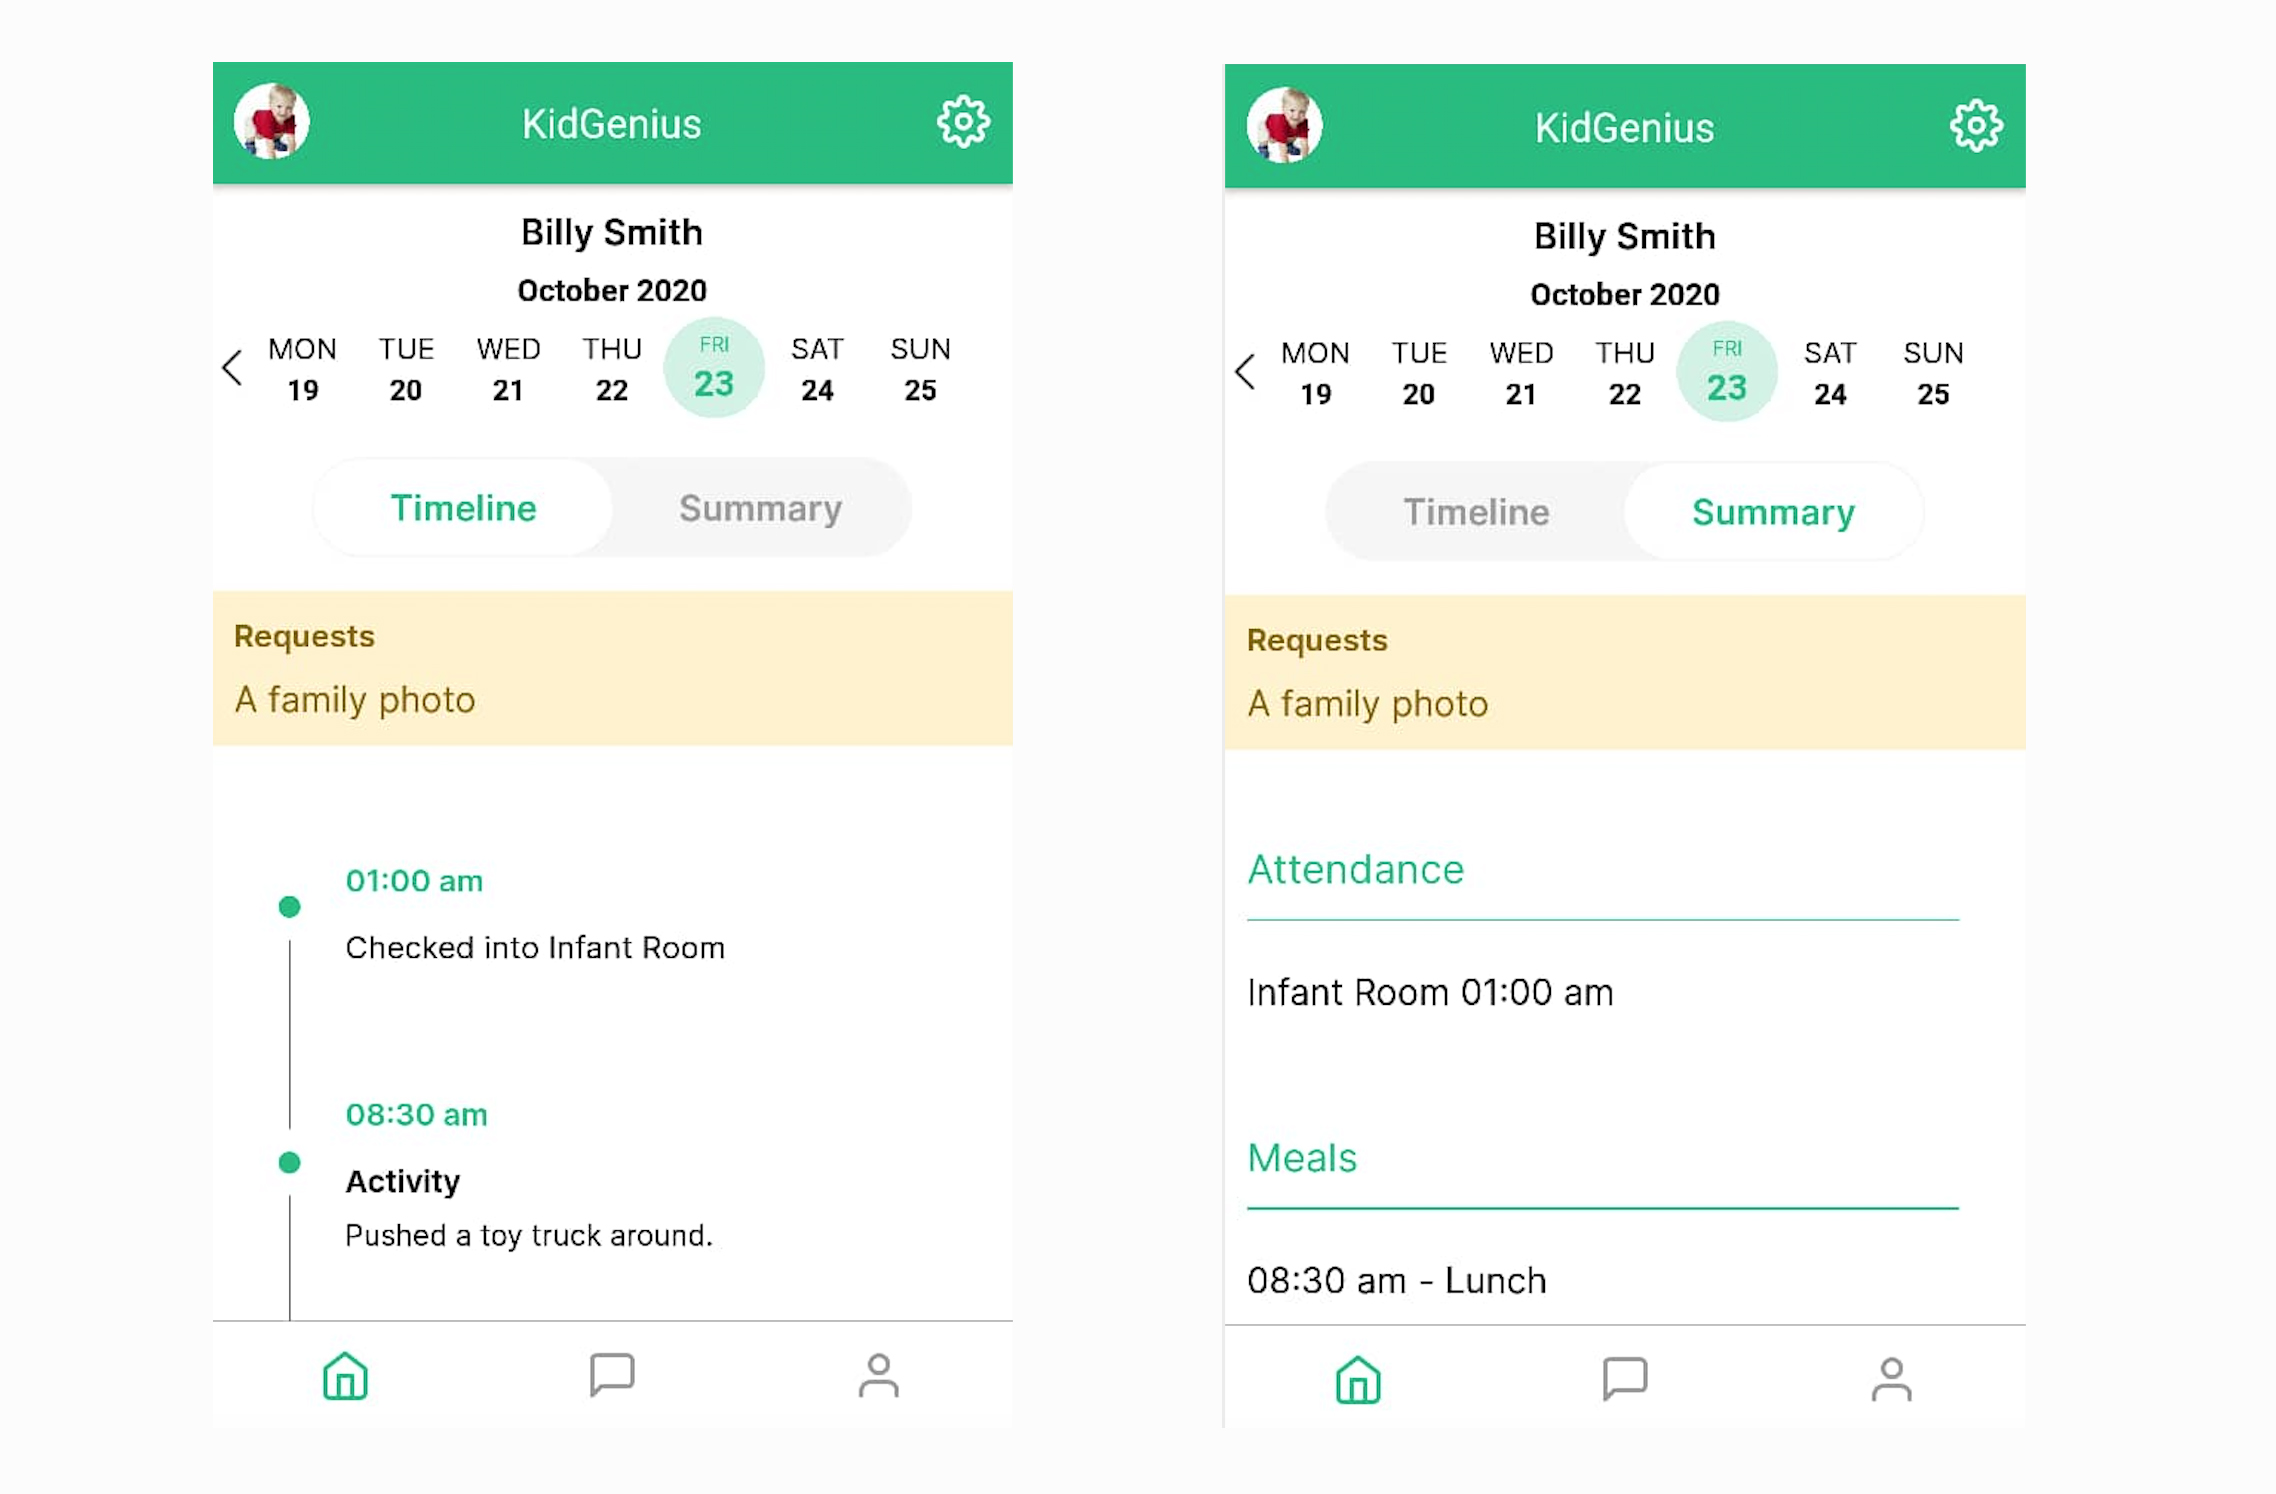 KidGenius
Billy Smith
October 2020
MON TUE WED THU FRI SAT SUN
19 20 21 22 23 24 25
Timeline Summary
Requests
A family photo
01:00 am
Checked into Infant Room
08:30 am
Activity
Pushed a toy truck around.
KidGenius
Billy Smith
October 2020
MON TUE WED THU FRI SAT SUN
19 20 21 22 23 24 25
Timeline Summary
Requests
A family photo
Attendance
Infant Room 01:00 am
Meals
08:30 am - Lunch